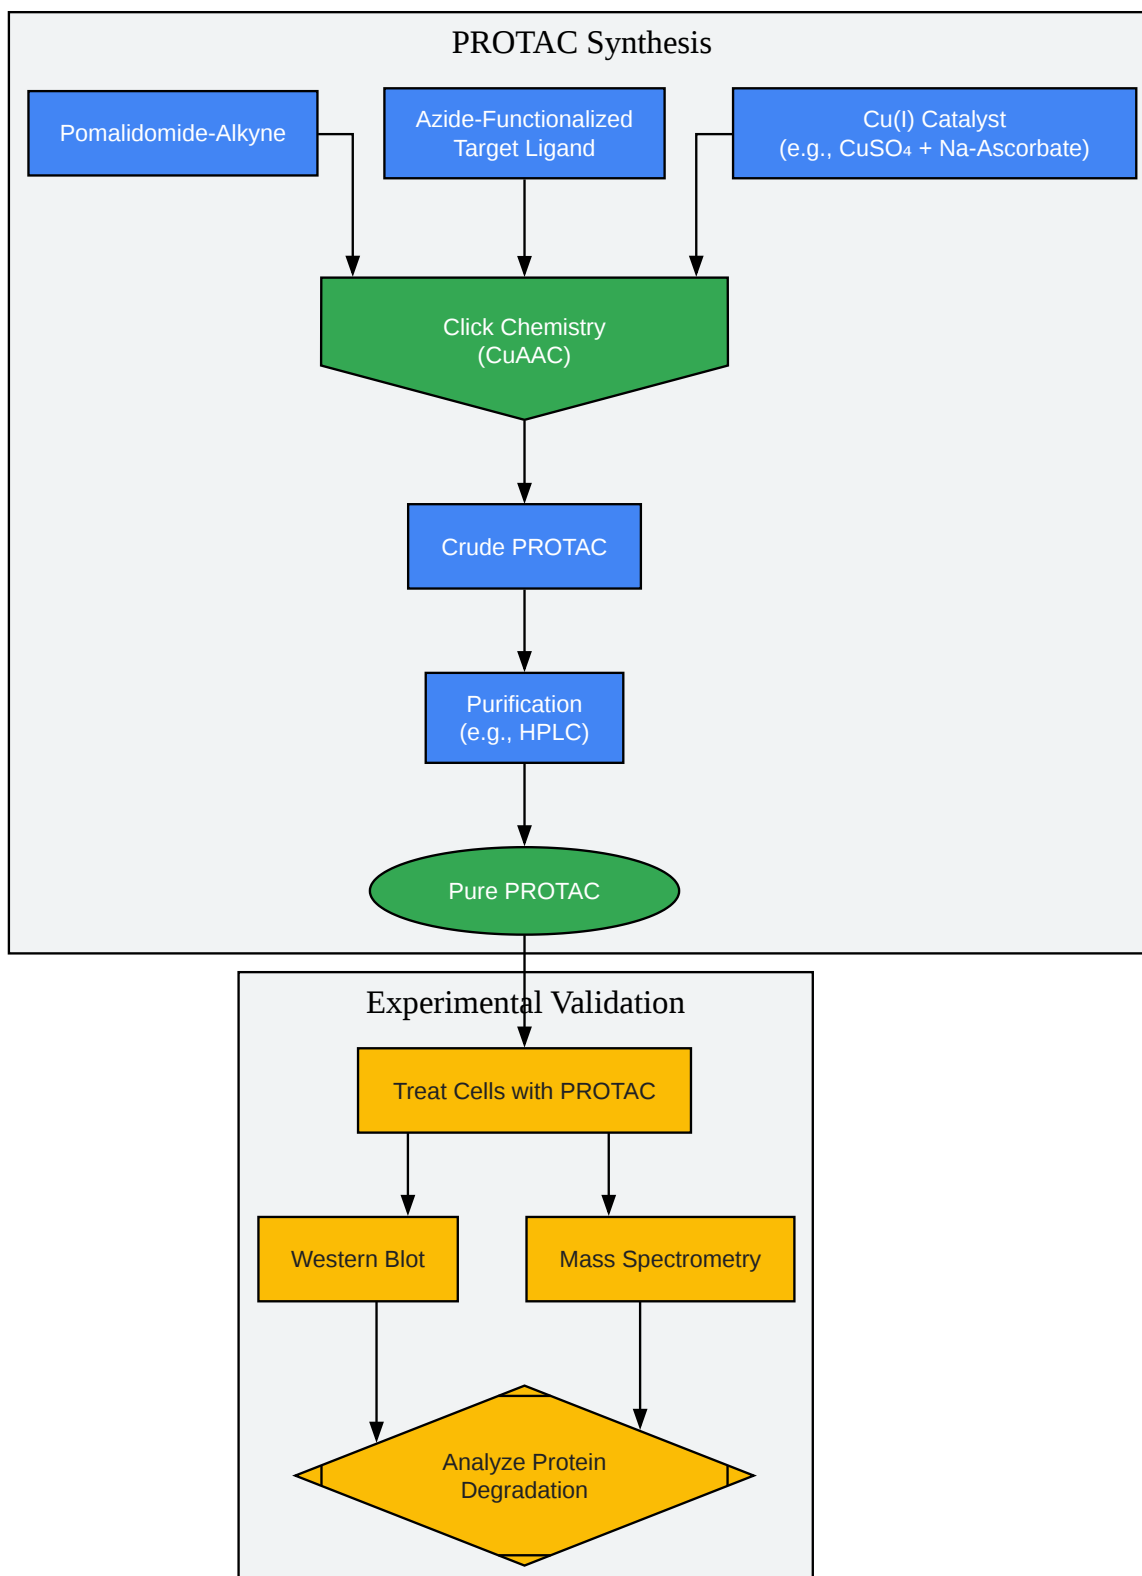 PROTAC Synthesis
Pomalidomide-Alkyne
Azide-Functionalized
Target Ligand
Cu(I) Catalyst
(e.g., CuSO₄ + Na-Ascorbate)
Click Chemistry
(CuAAC)
Crude PROTAC
Purification
(e.g., HPLC)
Pure PROTAC
Experimental Validation
Treat Cells with PROTAC
Western Blot
Mass Spectrometry
Analyze Protein
Degradation